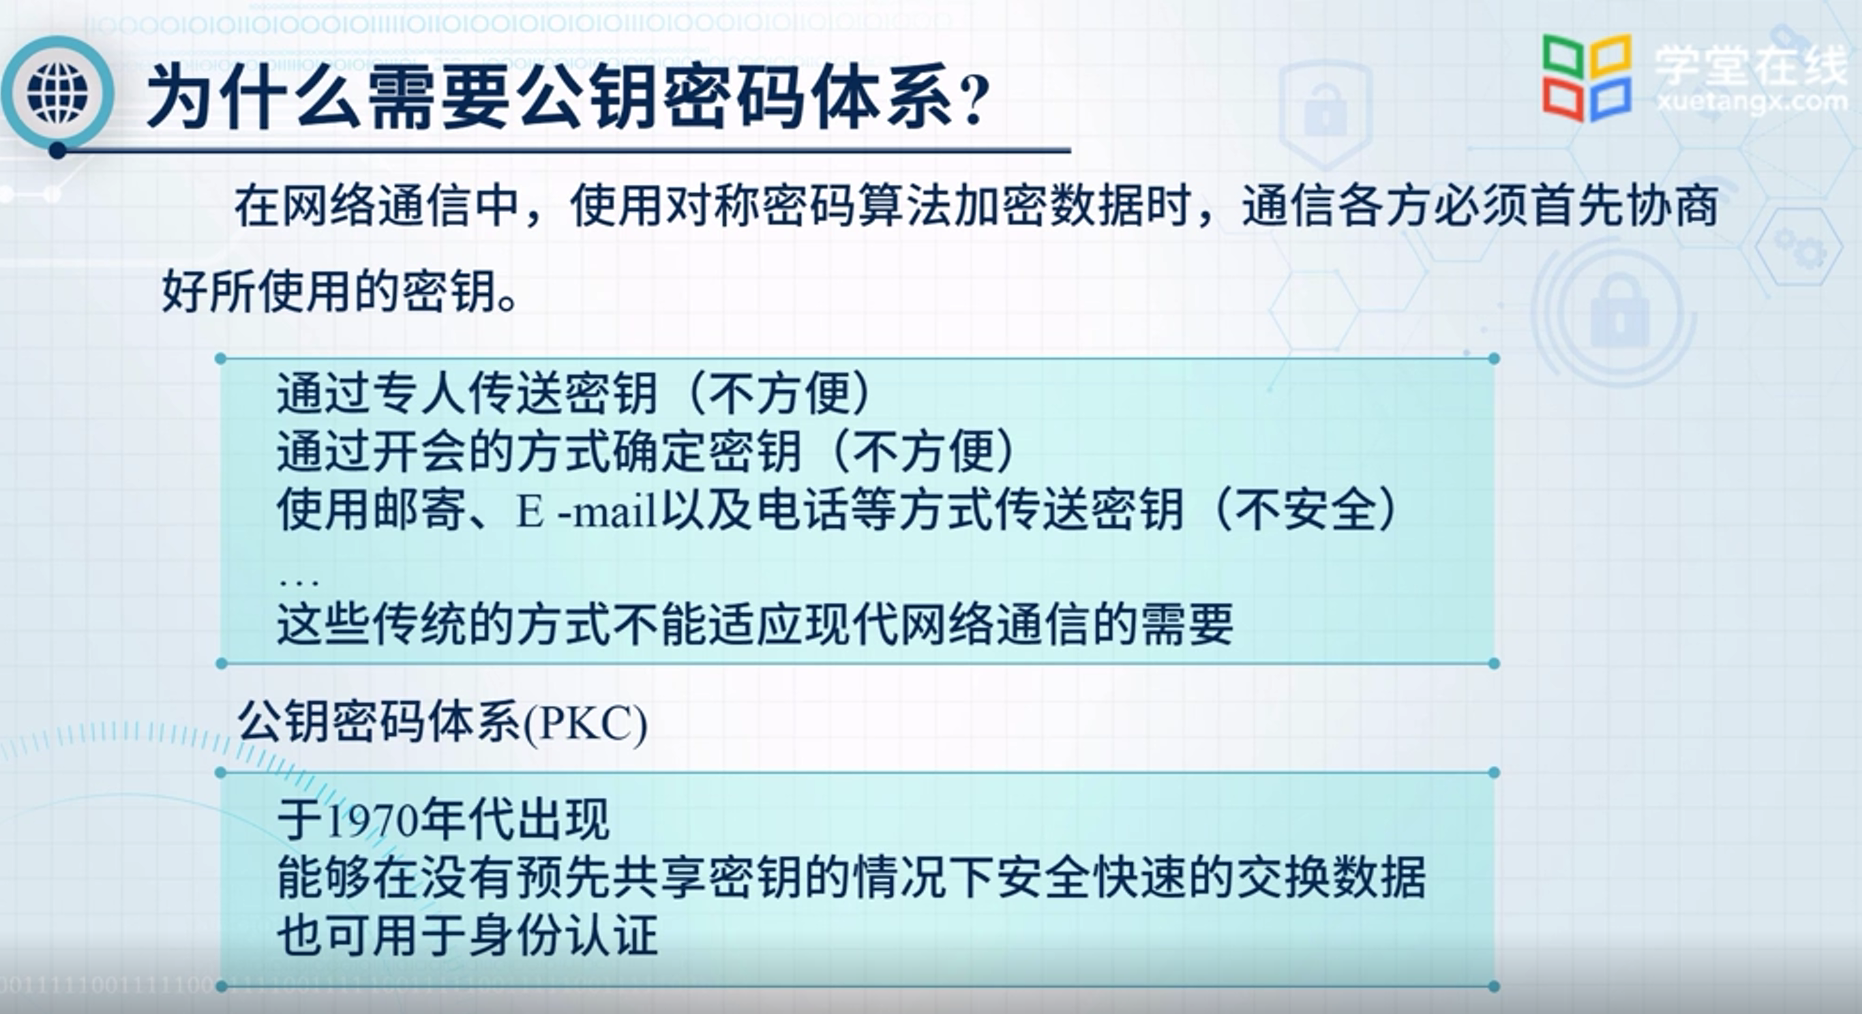 为什么需要公钥密码体系?
学堂在线
xuetangx.com
在网络通信中，使用对称密码算法加密数据时，通信各方必须首先协商
好所使用的密钥。
通过专人传送密钥（不方便）
通过开会的方式确定密钥（不方便）
使用邮寄、E -mail以及电话等方式传送密钥（不安全）
…
这些传统的方式不能适应现代网络通信的需要
公钥密码体系(PKC)
于1970年代出现
能够在没有预先共享密钥的情况下安全快速的交换数据
也可用于身份认证